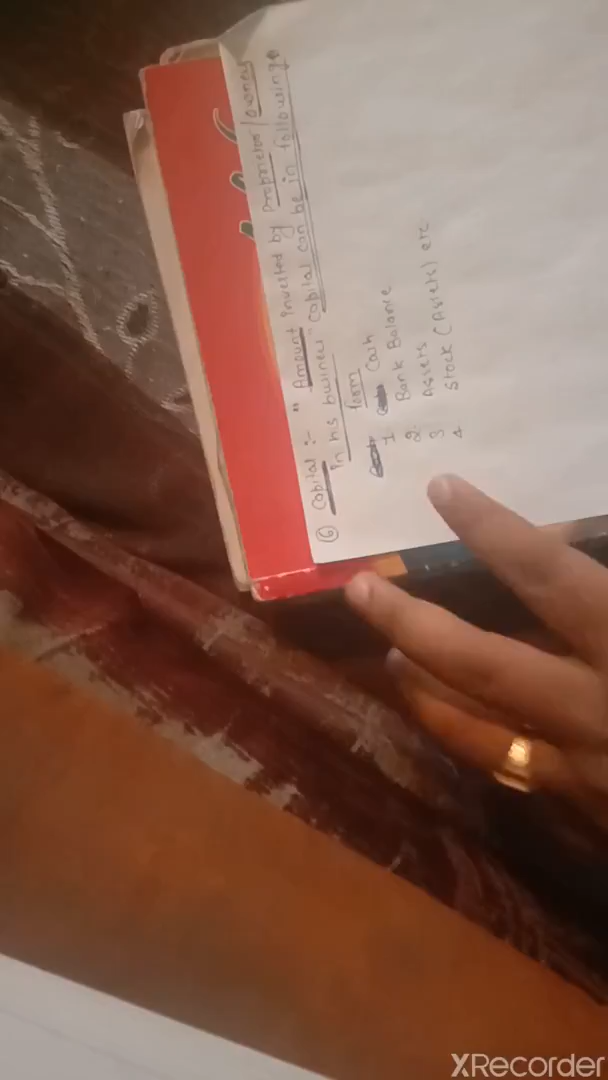 ⑥ Capital :- " Amount invested by Proprietor/owner
in his business" Capital can be in following
form
1 Cash
2. Bank Balance
3 Assets
4 Stock (Assets) etc
XRecorder